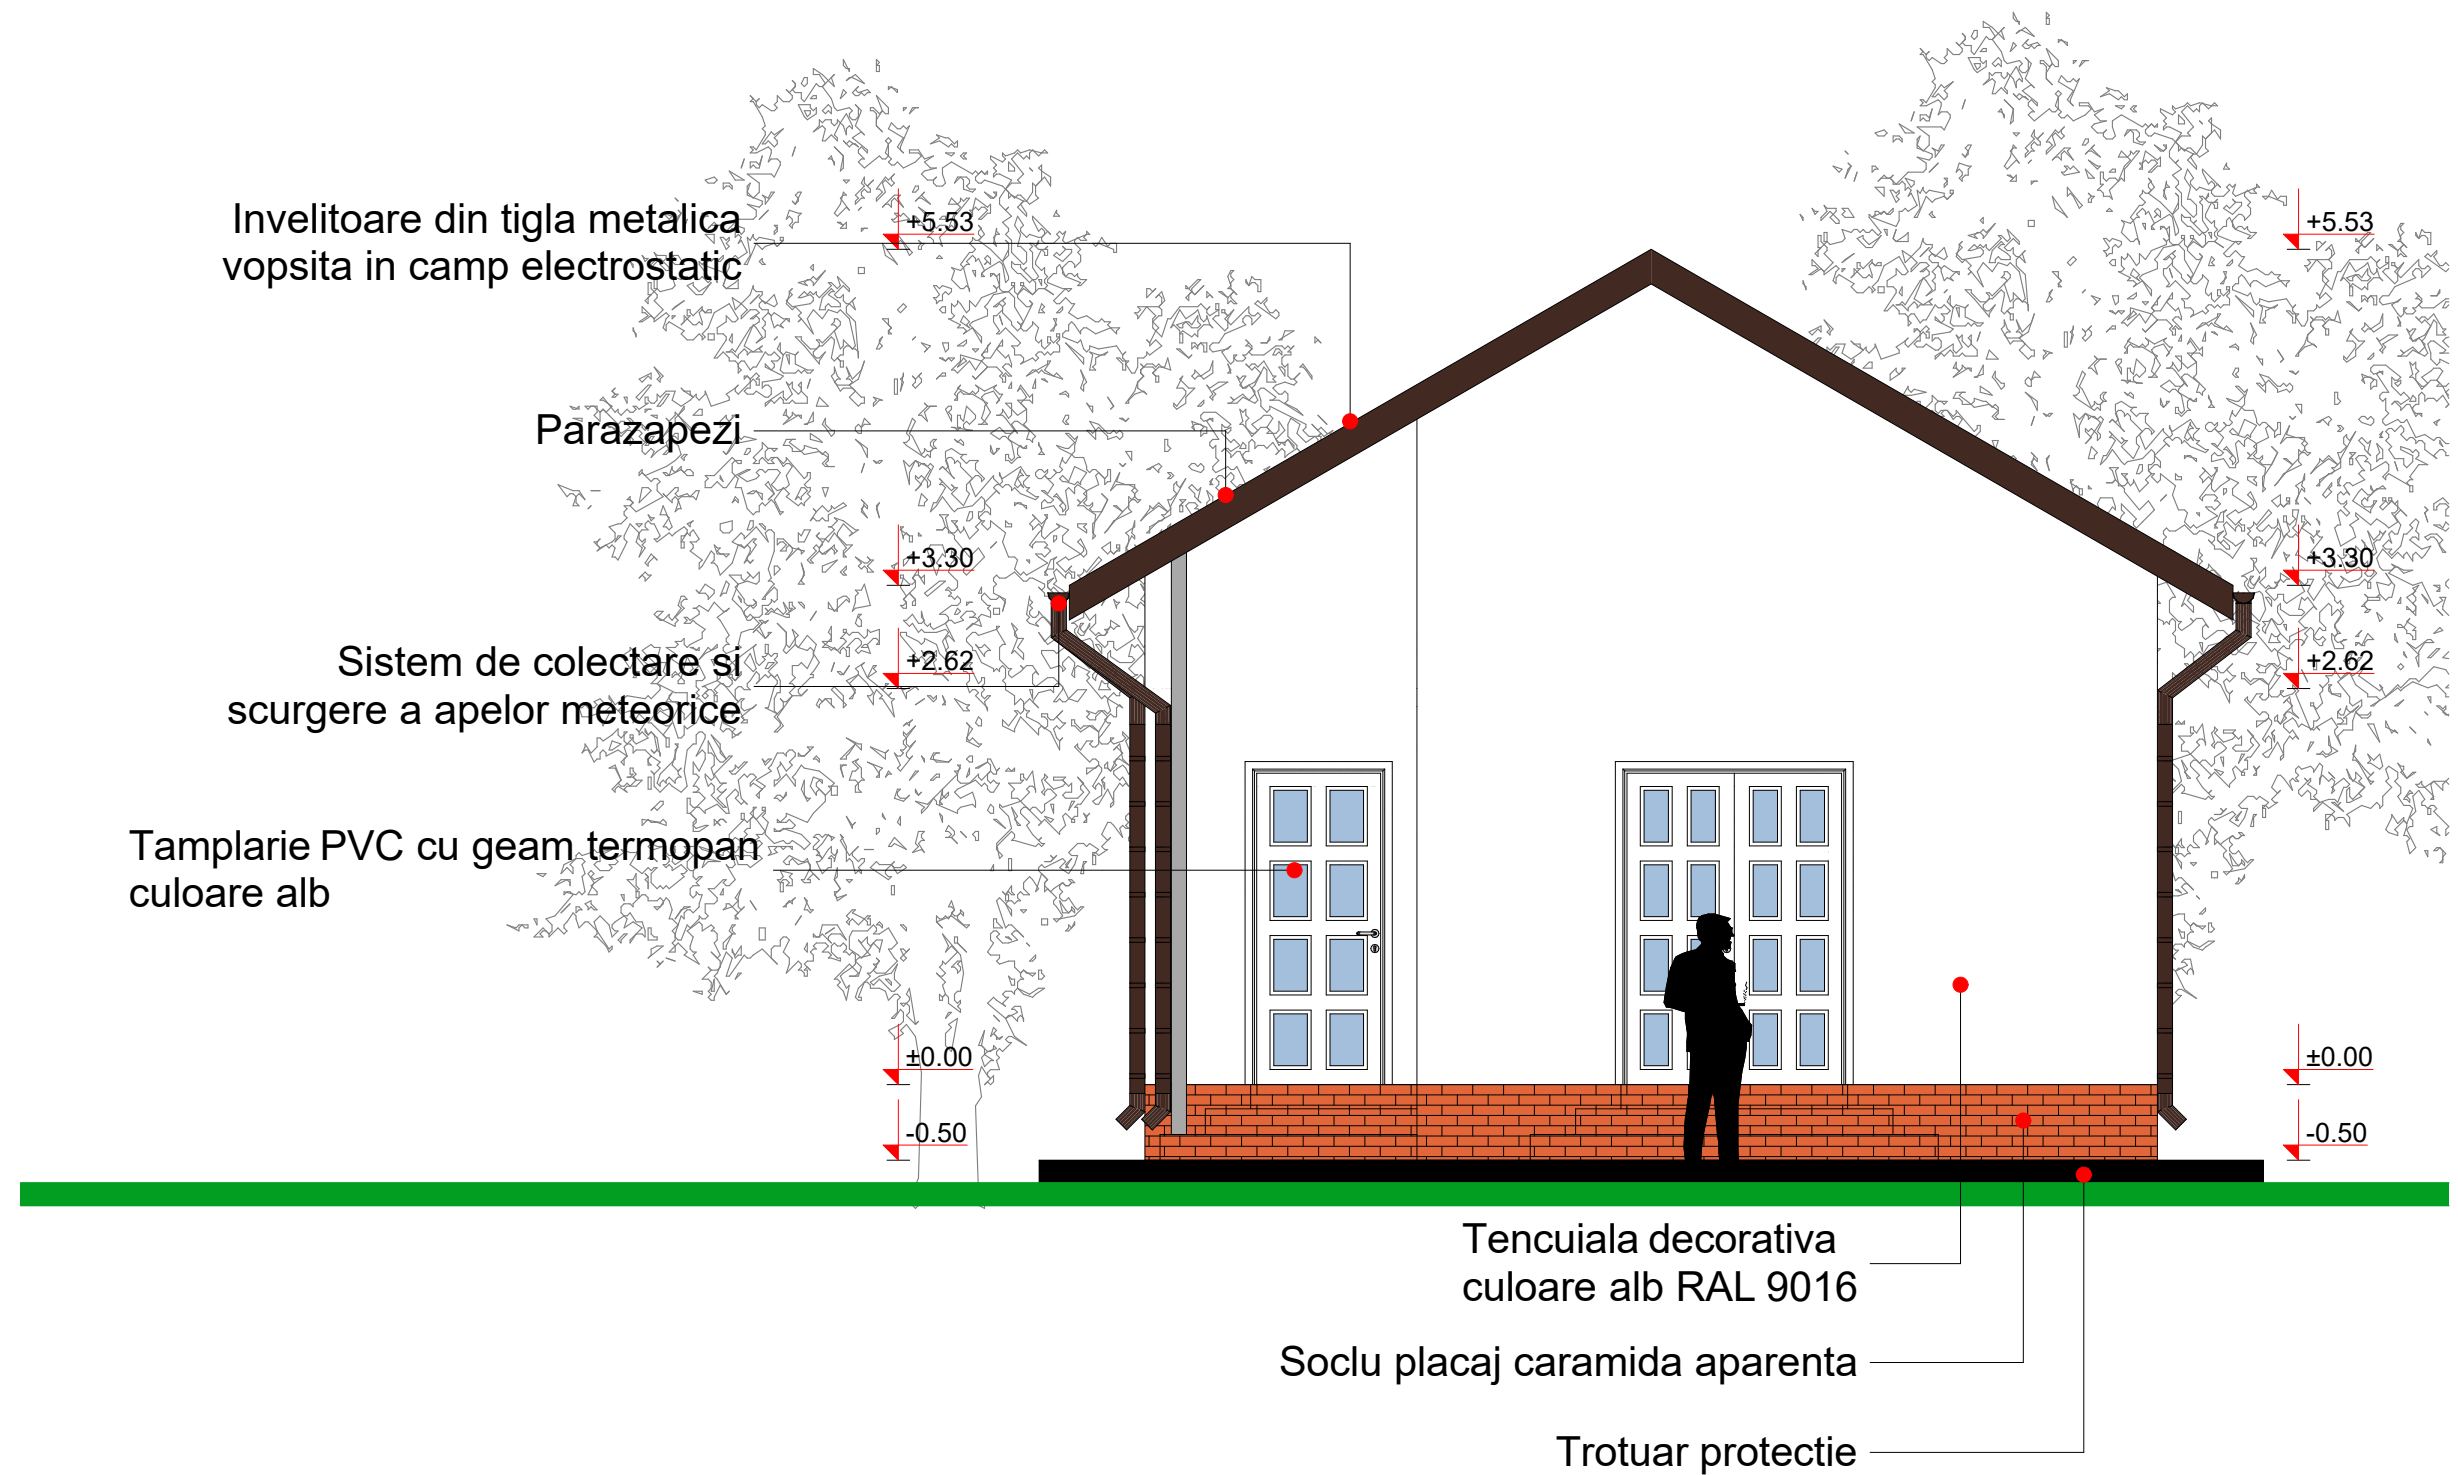 Invelitoare din tigla metalica
vopsita in camp electrostatic
+5.53
+5.53
Parazapezi
+3.30
+3.30
Sistem de colectare si
scurgere a apelor meteorice
+2.62
+2.62
Tamplarie PVC cu geam termopan
culoare alb
±0.00
±0.00
-0.50
-0.50
Tencuiala decorativa
culoare alb RAL 9016
Soclu placaj caramida aparenta
Trotuar protectie